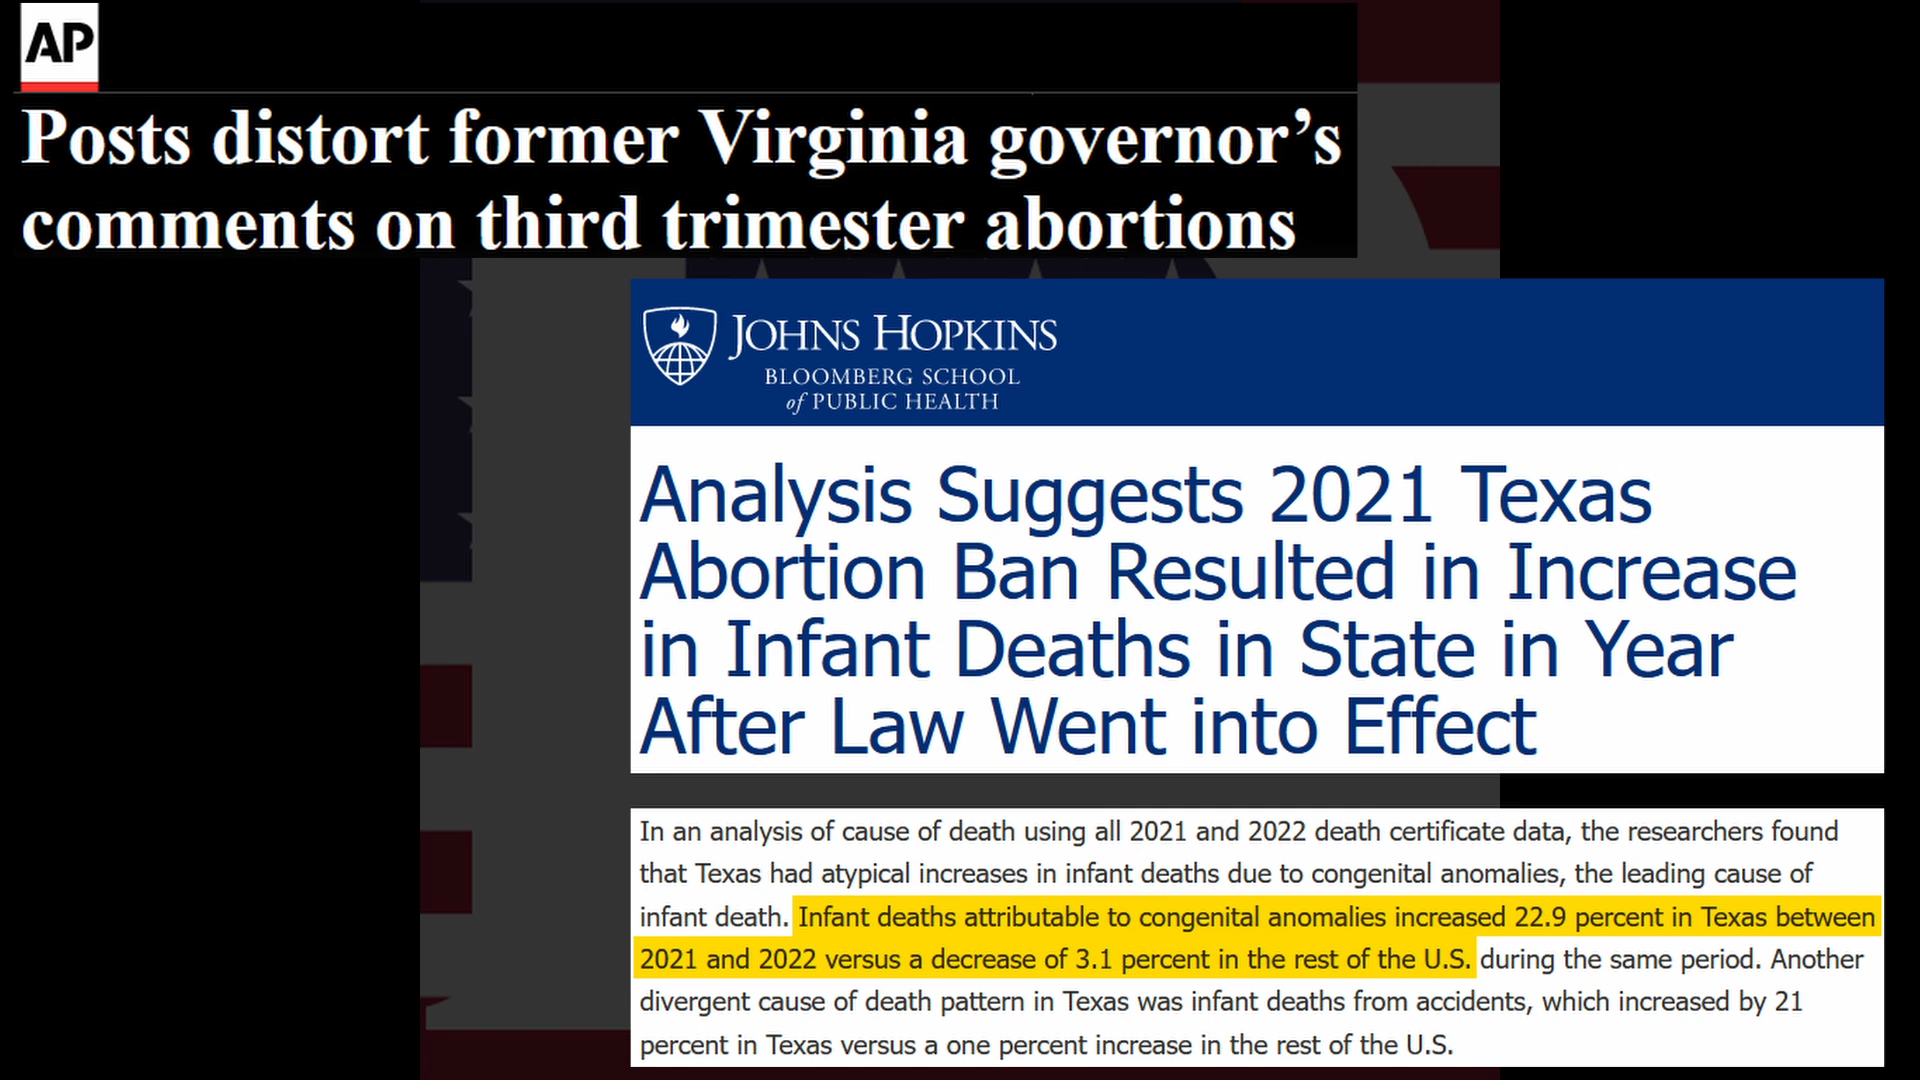 AP
Posts distort former Virginia governor’s
comments on third trimester abortions
JOHNS HOPKINS
BLOOMBERG SCHOOL
of PUBLIC HEALTH
Analysis Suggests 2021 Texas
Abortion Ban Resulted in Increase
in Infant Deaths in State in Year
After Law Went into Effect
In an analysis of cause of death using all 2021 and 2022 death certificate data, the researchers found
that Texas had atypical increases in infant deaths due to congenital anomalies, the leading cause of
infant death. Infant deaths attributable to congenital anomalies increased 22.9 percent in Texas between
2021 and 2022 versus a decrease of 3.1 percent in the rest of the U.S. during the same period. Another
divergent cause of death pattern in Texas was infant deaths from accidents, which increased by 21
percent in Texas versus a one percent increase in the rest of the U.S.